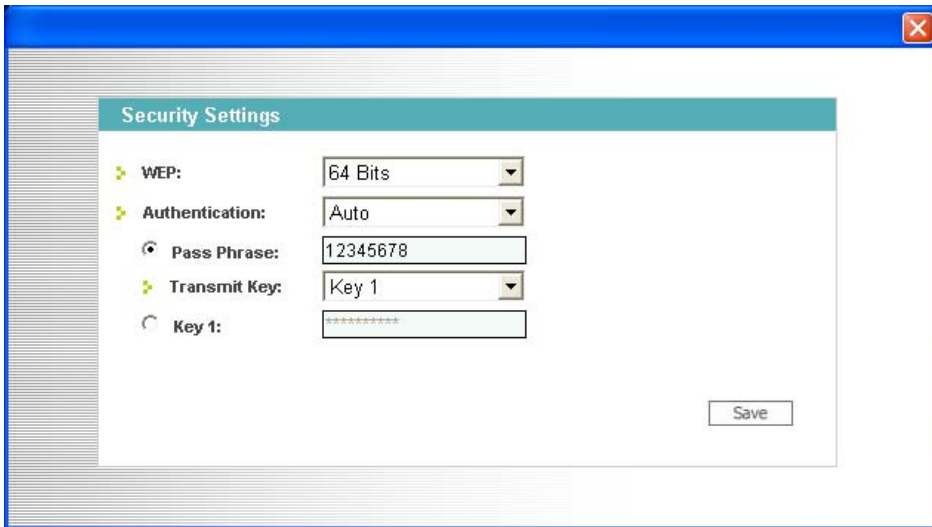 Security Settings
WEP: 64 Bits
Authentication: Auto
Pass Phrase: 12345678
Transmit Key: Key 1
Key 1: **********
Save